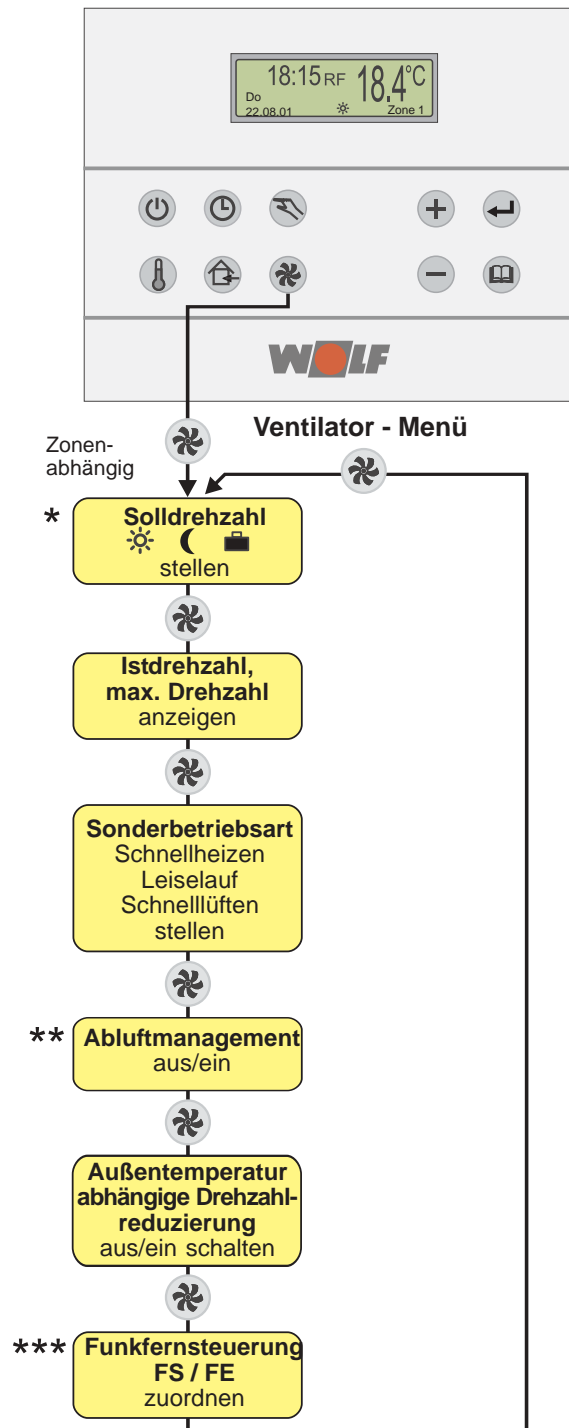 18:15 RF 18.4°C
Do
22.08.01 Zone 1
WOLF
Ventilator - Menü
Zonen-
abhängig
* Solldrehzahl
stellen
Istdrehzahl,
max. Drehzahl
anzeigen
Sonderbetriebsart
Schnellheizen
Leiselauf
Schnelllüften
stellen
** Abluftmanagement
aus/ein
Außentemperatur
abhängige Drehzahl-
reduzierung
aus/ein schalten
*** Funkfernsteuerung
FS / FE
zuordnen